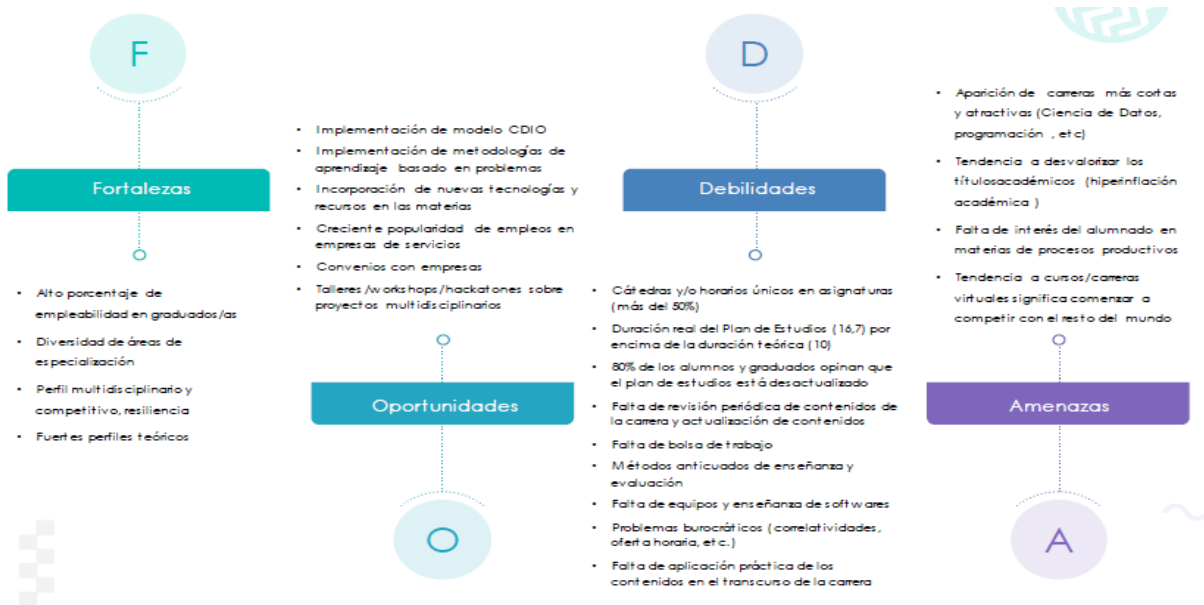 F
Fortalezas
• Alto porcentaje de
empleabilidad en graduados/as
• Diversidad de áreas de
especialización
• Perfil multidisciplinario y
competitivo, resiliencia
• Fuertes perfiles teóricos
• Implementación de modelo CDIO
• Implementación de metodologías de
aprendizaje basado en problemas
• Incorporación de nuevas tecnologías y
recursos en las materias
• Creciente popularidad de empleos en
empresas de servicios
• Convenios con empresas
• Talleres/workshops/hackatones sobre
proyectos multidisciplinarios
Oportunidades
O
D
Debilidades
• Cátedras y/o horarios únicos en asignaturas
(más del 50%)
• Duración real del Plan de Estudios (16,7) por
encima de la duración teórica (10)
• 80% de los alumnos y graduados opinan que
el plan de estudios está desactualizado
• Falta de revisión periódica de contenidos de
la carrera y actualización de contenidos
• Falta de bolsa de trabajo
• Métodos anticuados de enseñanza y
evaluación
• Falta de equipos y enseñanza de softwares
• Problemas burocráticos (correlatividades,
oferta horaria, etc.)
• Falta de aplicación práctica de los
contenidos en el transcurso de la carrera
• Aparición de carreras más cortas
y atractivas (Ciencia de Datos,
programación , etc)
• Tendencia a desvalorizar los
títulosacadémicos (hiperinflación
académica )
• Falta de interés del alumnado en
materias de procesos productivos
• Tendencia a cursos/carreras
virtuales significa comenzar a
competir con el resto del mundo
Amenazas
A